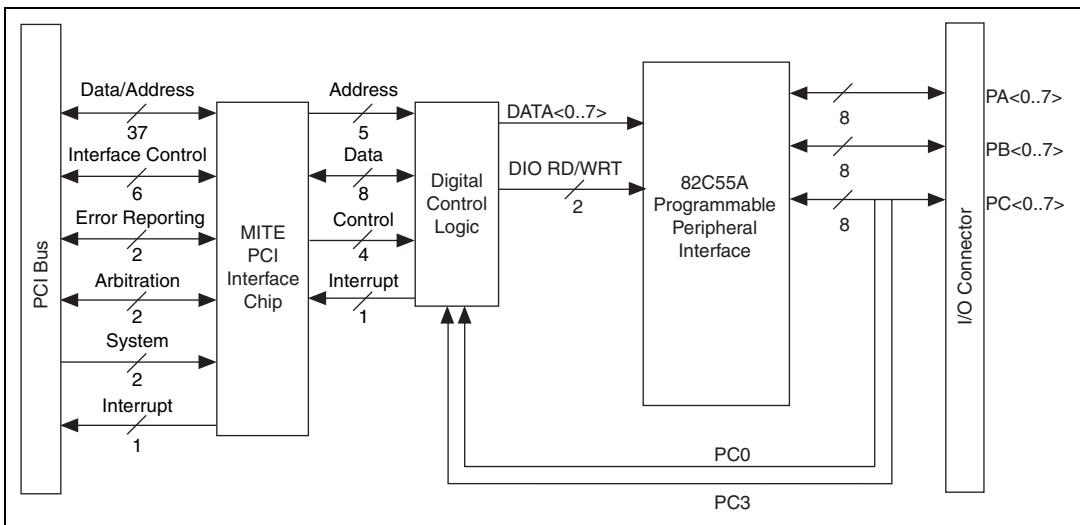 PCI Bus
Data/Address
37
Interface Control
6
Error Reporting
2
Arbitration
2
System
2
Interrupt
1
MITE
PCI
Interface
Chip
Address
5
Data
8
Control
4
Interrupt
1
Digital
Control
Logic
DATA<0..7>
DIO RD/WRT
2
82C55A
Programmable
Peripheral
Interface
8
8
8
PC0
PC3
I/O Connector
PA<0..7>
PB<0..7>
PC<0..7>